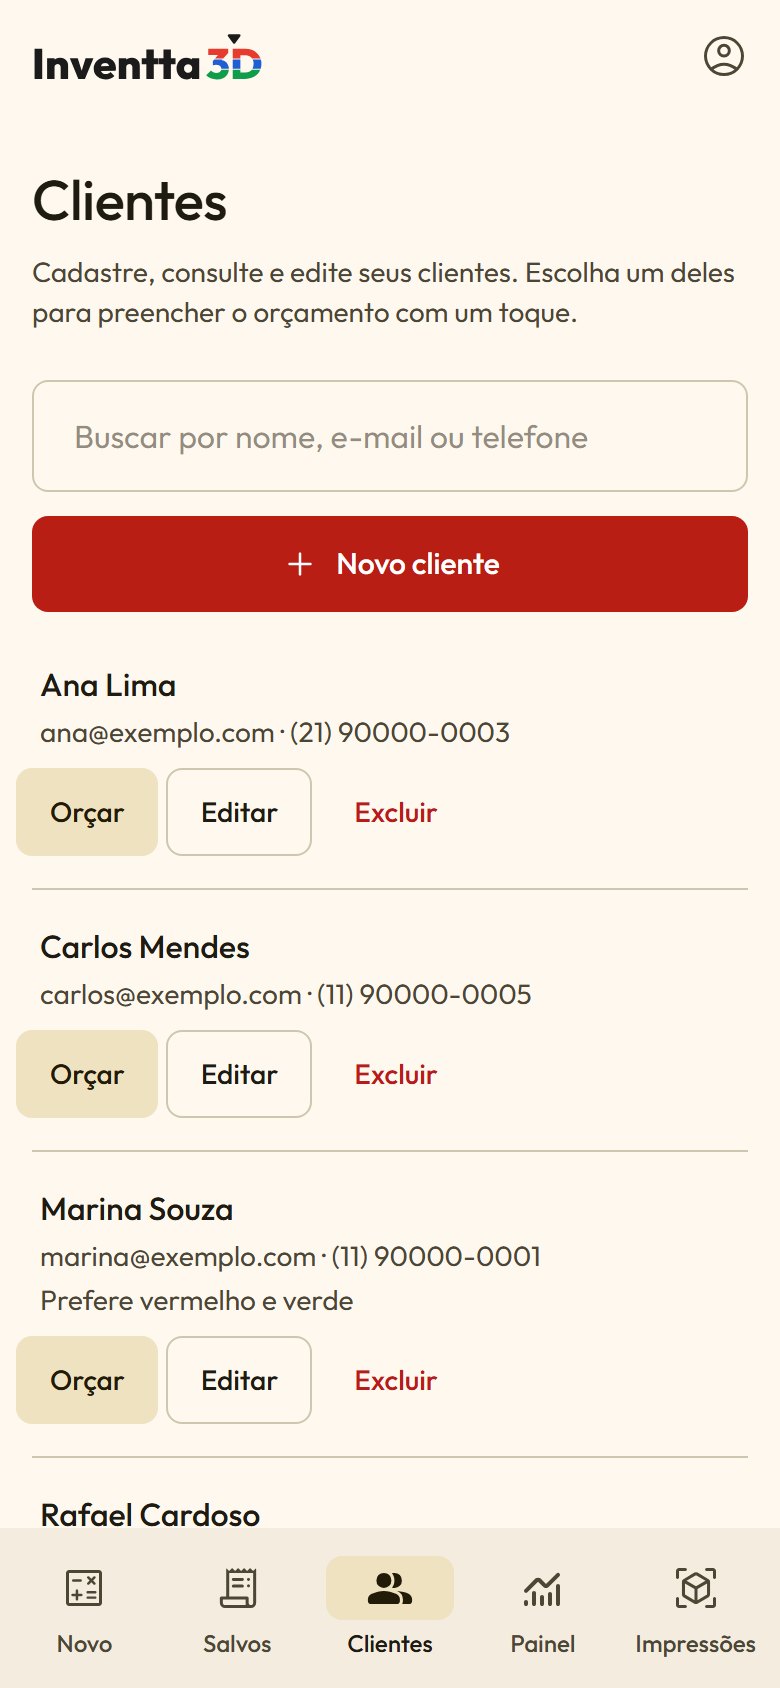 Inventta 3D
Clientes
Cadastre, consulte e edite seus clientes. Escolha um deles
para preencher o orçamento com um toque.
Buscar por nome, e-mail ou telefone
+ Novo cliente
Ana Lima
ana@exemplo.com · (21) 90000-0003
Orçar Editar Excluir
Carlos Mendes
carlos@exemplo.com · (11) 90000-0005
Orçar Editar Excluir
Marina Souza
marina@exemplo.com · (11) 90000-0001
Prefere vermelho e verde
Orçar Editar Excluir
Rafael Cardoso
Novo Salvos Clientes Painel Impressões